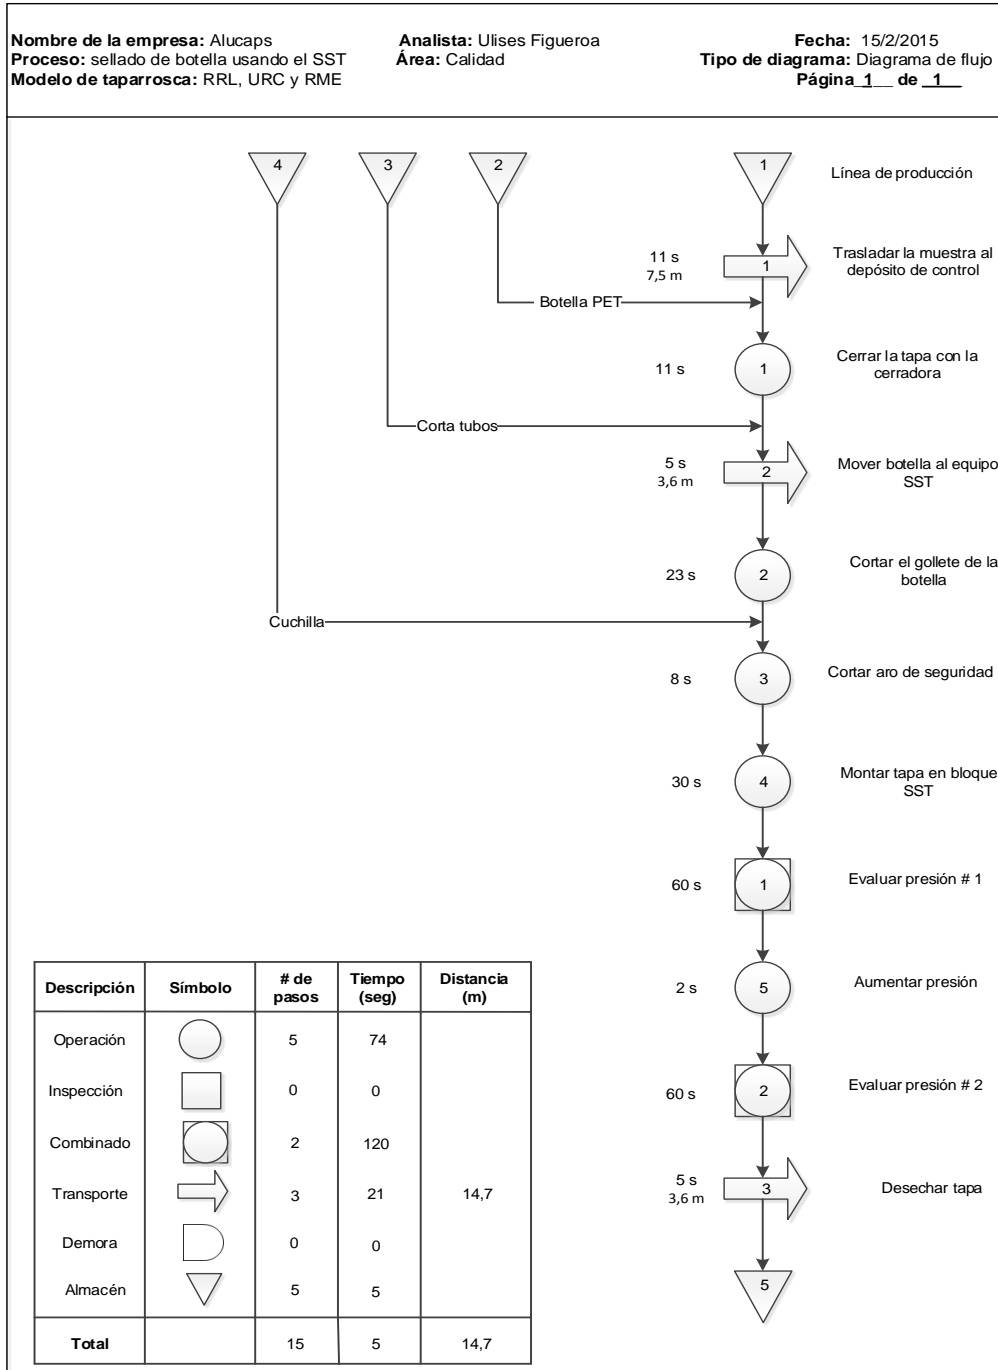 Nombre de la empresa: Alucaps
Proceso: sellado de botella usando el SST
Modelo de taparrosca: RRL, URC y RME
Analista: Ulises Figueroa
Área: Calidad
Fecha: 15/2/2015
Tipo de diagrama: Diagrama de flujo
Página 1 de 1
4
3
2
1
Línea de producción
11 s
7,5 m
1
Trasladar la muestra al
depósito de control
Botella PET
11 s
1
Cerrar la tapa con la
cerradora
Corta tubos
5 s
3,6 m
2
Mover botella al equipo
SST
23 s
2
Cortar el gollete de la
botella
Cuchilla
8 s
3
Cortar aro de seguridad
30 s
4
Montar tapa en bloque
SST
60 s
1
Evaluar presión # 1
2 s
5
Aumentar presión
60 s
2
Evaluar presión # 2
5 s
3,6 m
3
Desechar tapa
5
Descripción Símbolo # de pasos Tiempo (seg) Distancia (m)
Operación 5 74
Inspección 0 0
Combinado 2 120
Transporte 3 21 14,7
Demora 0 0
Almacén 5 5
Total 15 5 14,7